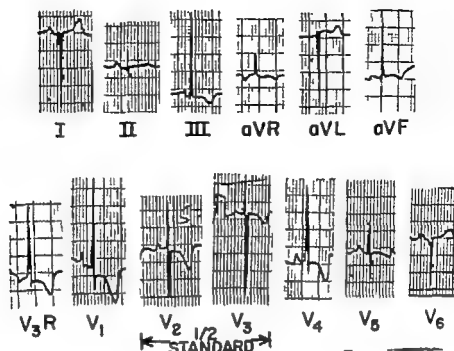 I II III aVR aVL aVF
V₃R V₁ V₂ V₃ V₄ V₅ V₆
1/2
STANDARD